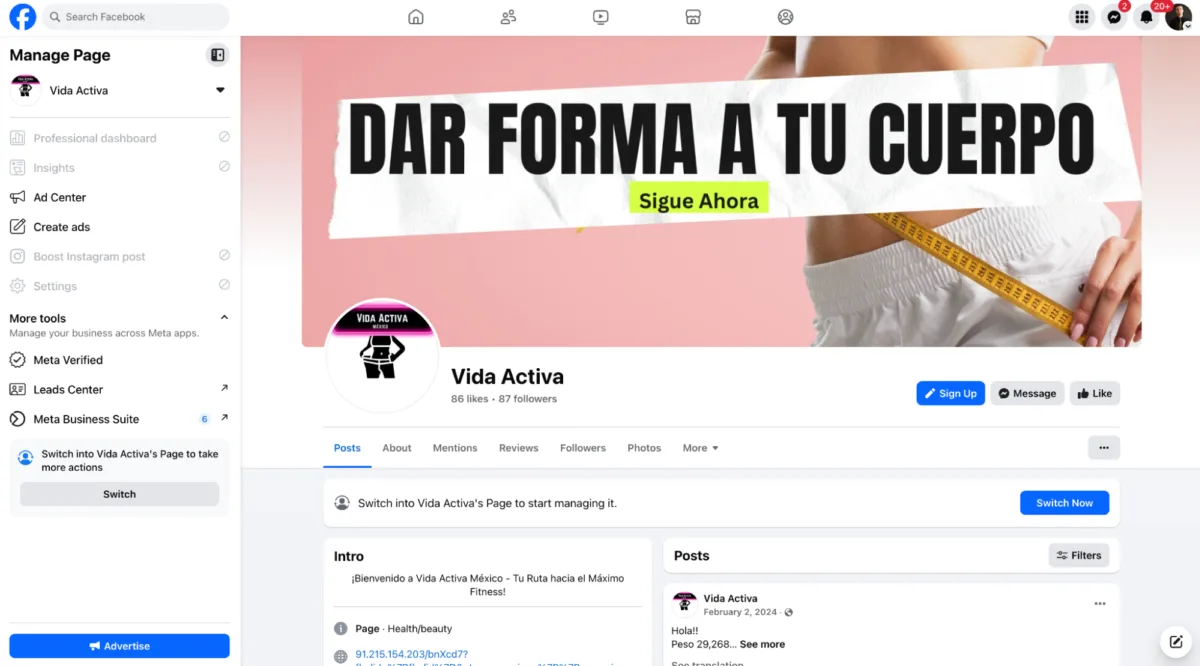 Search Facebook
2
20+
Manage Page
Vida Activa
Professional dashboard
Insights
Ad Center
Create ads
Boost Instagram post
Settings
More tools
Manage your business across Meta apps.
Meta Verified
Leads Center
Meta Business Suite 6
Switch into Vida Activa's Page to take
more actions
Switch
Advertise
DAR FORMA A TU CUERPO
Sigue Ahora
VIDA ACTIVA
MÉXICO
Vida Activa
86 likes • 87 followers
Sign Up
Message
Like
Posts
About
Mentions
Reviews
Followers
Photos
More
Switch into Vida Activa's Page to start managing it.
Switch Now
Intro
¡Bienvenido a Vida Activa México - Tu Ruta hacia el Máximo
Fitness!
Page · Health/beauty
91.215.154.203/bnXcd7?
Posts
Filters
Vida Activa
February 2, 2024 ·
Hola!!
Peso 29,268... See more
See translation